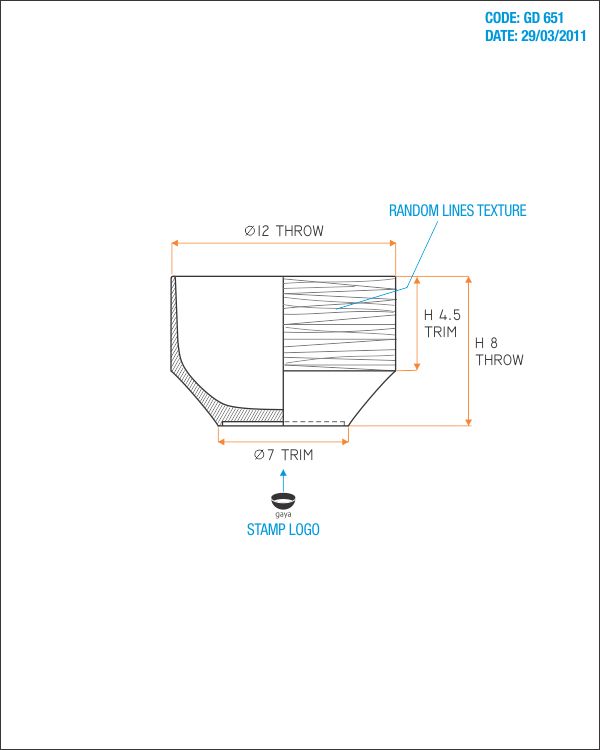 CODE: GD 651
DATE: 29/03/2011
RANDOM LINES TEXTURE
Ø12 THROW
H 4.5
TRIM
H 8
THROW
Ø7 TRIM
gaya
STAMP LOGO